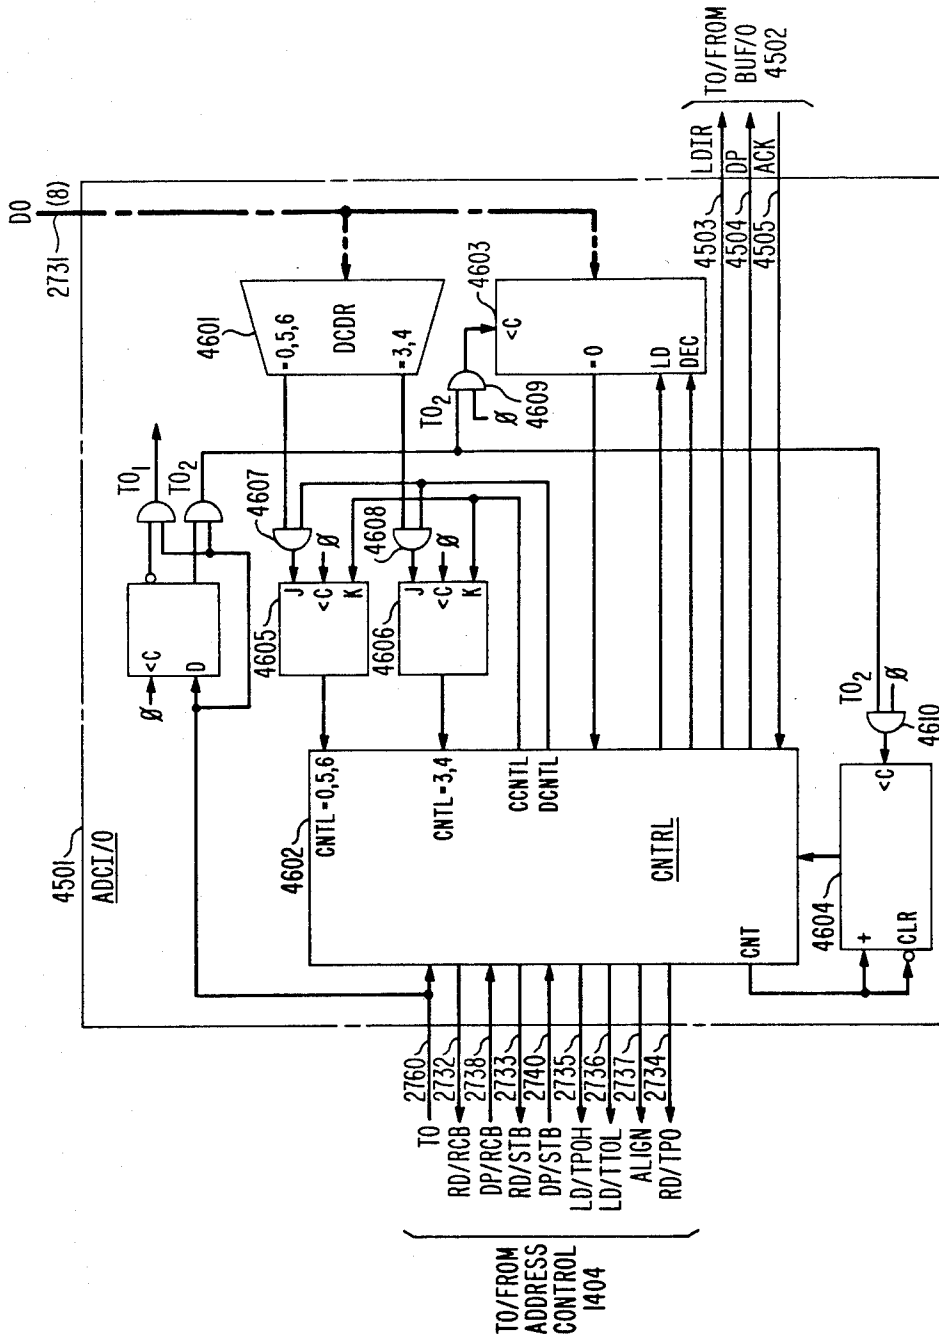 DO
2731
(8)
4501
ADCI/O
4601
=0,5,6
DCDR
=3,4
TO1
TO2
<C
D
Ø
4607
4608
J
<C
K
Ø
4605
J
<C
K
Ø
4606
TO2
Ø
4609
4603
<C
=0
LD
DEC
4602
CNTL=0,5,6
CNTL=3,4
CCNTL
DCNTL
CNTRL
CNT
4503
LDIR
4504
DP
4505
ACK
TO/FROM
BUF/O
4502
TO2
Ø
4610
4604
<C
+
CLR
TO
2760
RD/RCB
2732
DP/RCB
2738
RD/STB
2733
DP/STB
2740
LD/TPOH
2735
LD/TTOL
2736
ALIGN
2737
RD/TPO
2734
TO/FROM
ADDRESS
CONTROL
1404